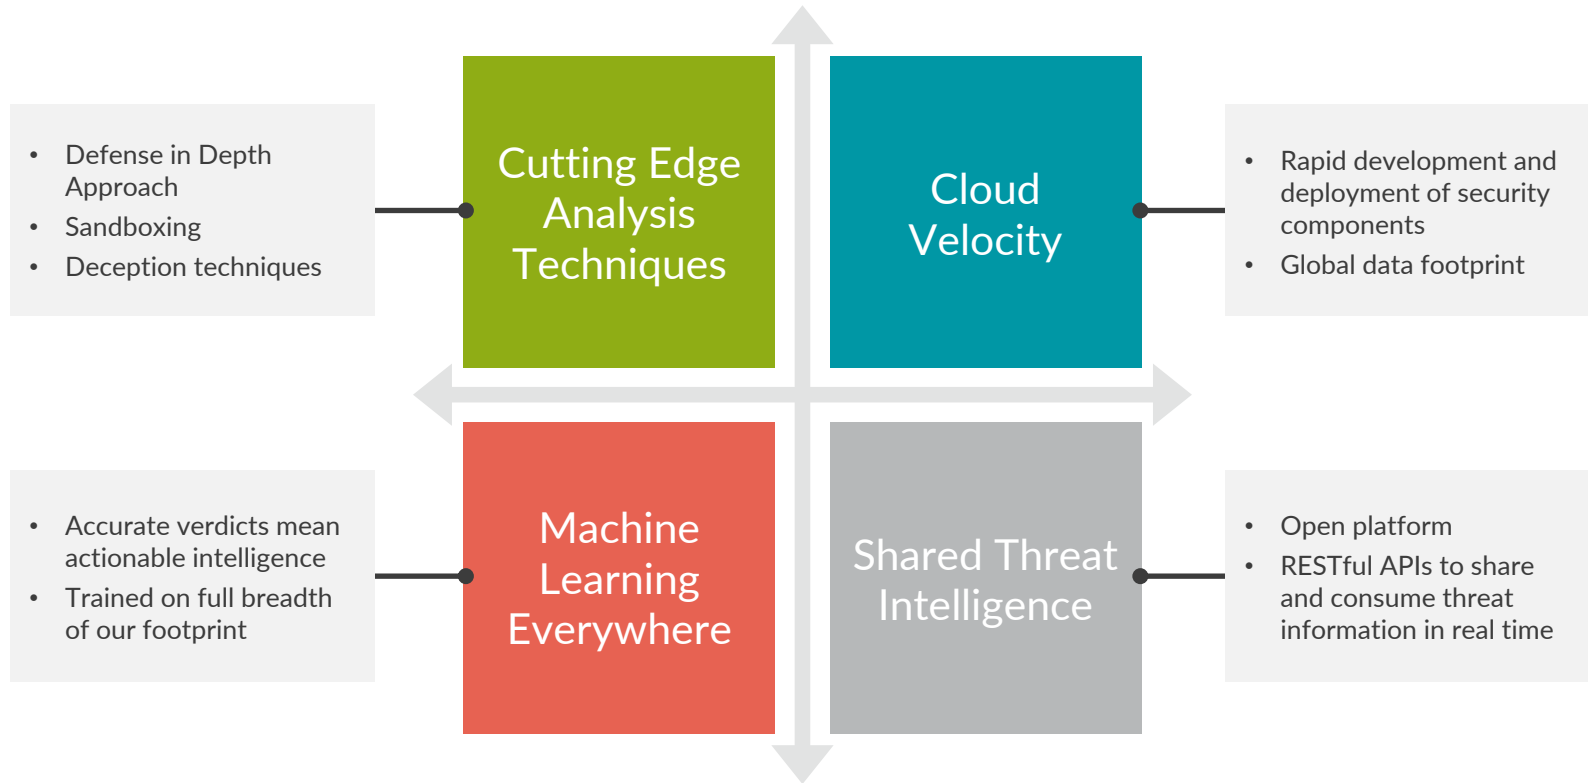 • Defense in Depth
Approach
• Sandboxing
• Deception techniques
Cutting Edge
Analysis
Techniques
Cloud
Velocity
• Rapid development and
deployment of security
components
• Global data footprint
• Accurate verdicts mean
actionable intelligence
• Trained on full breadth
of our footprint
Machine
Learning
Everywhere
Shared Threat
Intelligence
• Open platform
• RESTful APIs to share
and consume threat
information in real time